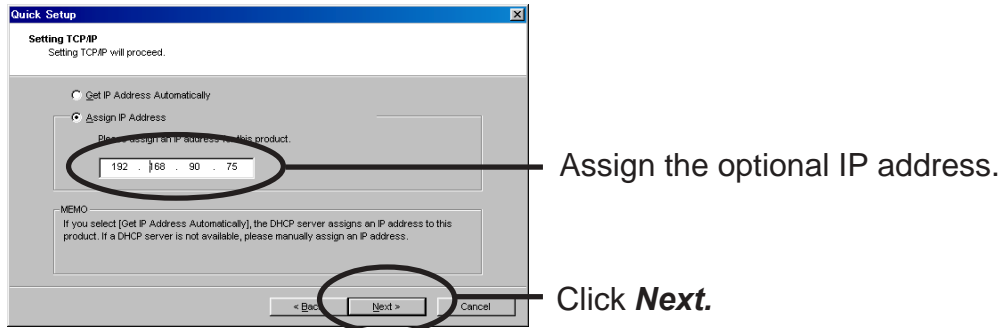 Quick Setup
Setting TCP/IP
Setting TCP/IP will proceed.
Get IP Address Automatically
Assign IP Address
Please assign an IP address for this product.
192 . 168 . 90 . 75
Assign the optional IP address.
MEMO
If you select [Get IP Address Automatically], the DHCP server assigns an IP address to this
product. If a DHCP server is not available, please manually assign an IP address.
< Back Next > Cancel
Click Next.